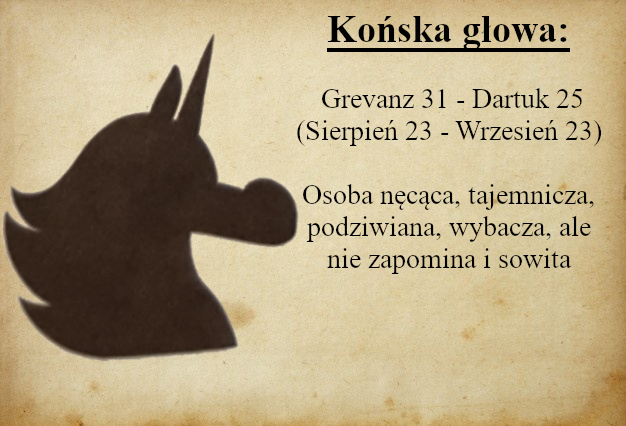 Końska głowa:
Grevanz 31 - Dartuk 25
(Sierpień 23 - Wrzesień 23)
Osoba nęcąca, tajemnicza,
podziwiana, wybacza, ale
nie zapomina i sowita